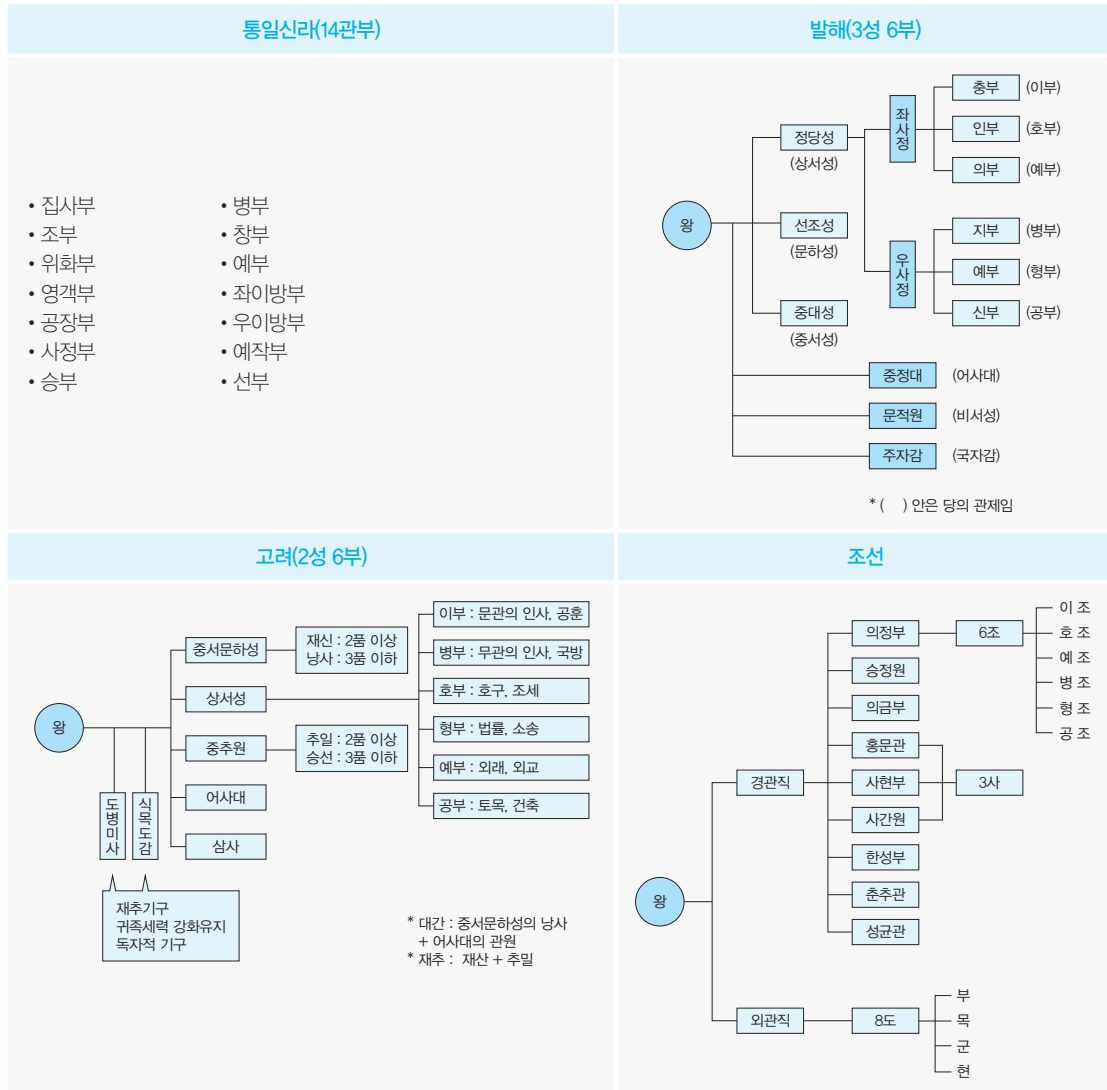 통일신라(14관부)
• 집사부
• 조부
• 위화부
• 영객부
• 공장부
• 사정부
• 승부
• 병부
• 창부
• 예부
• 좌이방부
• 우이방부
• 예작부
• 선부
발해(3성 6부)
왕
정당성
(상서성)
선조성
(문하성)
중대성
(중서성)
좌사정
우사정
충부 (이부)
인부 (호부)
의부 (예부)
지부 (병부)
예부 (형부)
신부 (공부)
중정대 (어사대)
문적원 (비서성)
주자감 (국자감)
* ( ) 안은 당의 관제임
고려(2성 6부)
왕
도병미사
식목도감
재추기구
귀족세력 강화유지
독자적 기구
중서문하성
상서성
중추원
어사대
삼사
재신 : 2품 이상
낭사 : 3품 이하
추일 : 2품 이상
승선 : 3품 이하
이부 : 문관의 인사, 공훈
병부 : 무관의 인사, 국방
호부 : 호구, 조세
형부 : 법률, 소송
예부 : 외래, 외교
공부 : 토목, 건축
* 대간 : 중서문하성의 낭사
+ 어사대의 관원
* 재추 : 재산 + 추밀
조선
왕
경관직
의정부
승정원
의금부
홍문관
사현부
사간원
한성부
춘추관
성균관
6조
이 조
호 조
예 조
병 조
형 조
공 조
3사
외관직
8도
부
목
군
현